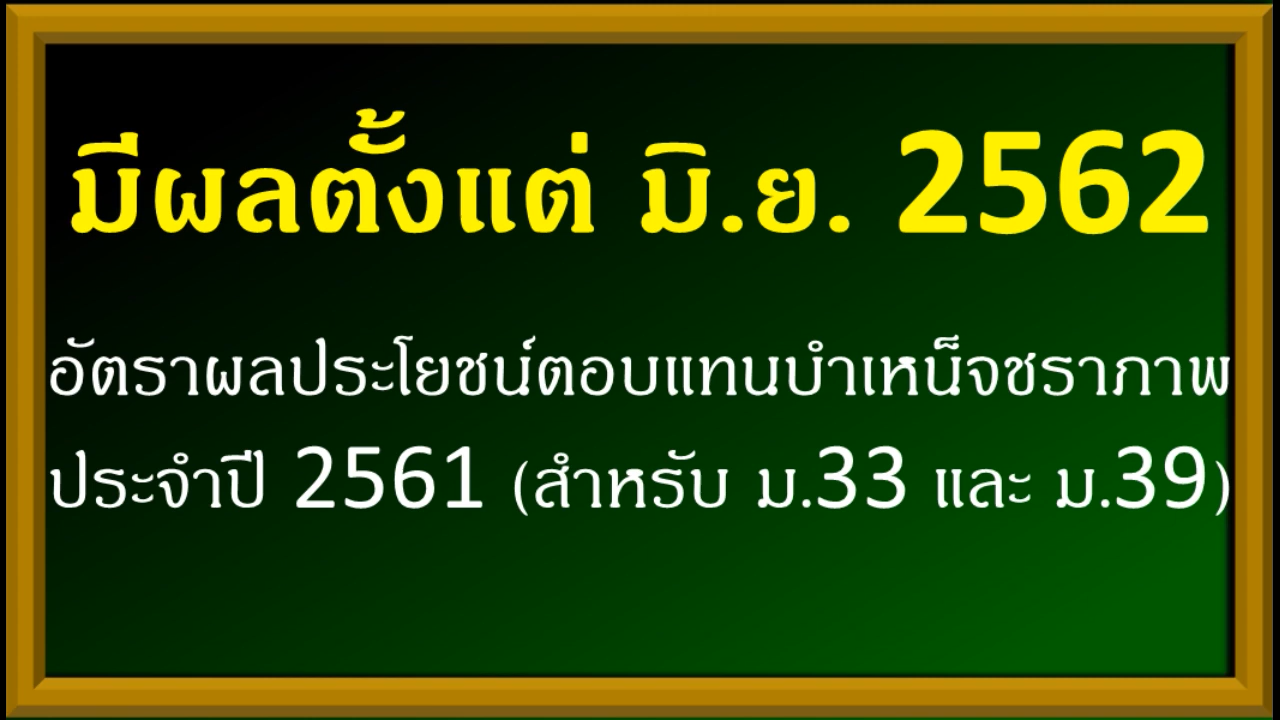 มีผลตั้งแต่ มิ.ย. 2562
อัตราผลประโยชน์ตอบแทนบำเหน็จชราภาพ
ประจำปี 2561 (สำหรับ ม.33 และ ม.39)